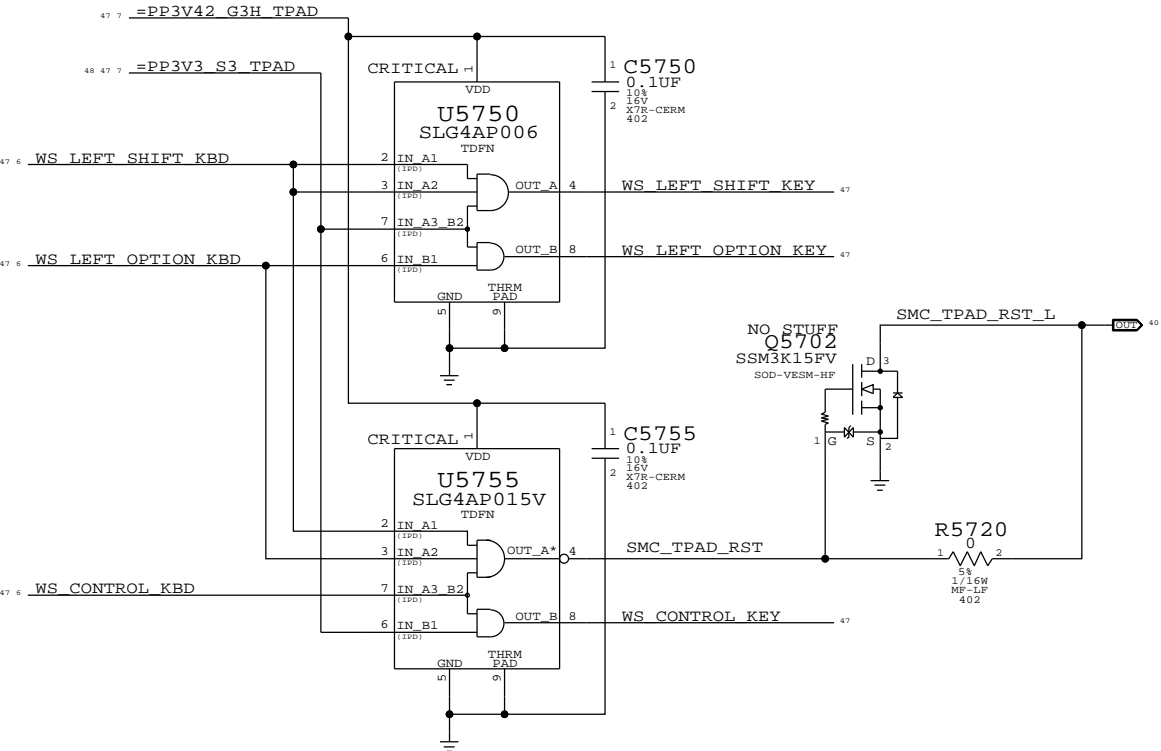 47 7 =PP3V42_G3H_TPAD
48 47 7 =PP3V3_S3_TPAD
CRITICAL
1
VDD
U5750
SLG4AP006
TDFN
1 C5750
0.1UF
10%
16V
2 X7R-CERM
402
47 6 WS_LEFT_SHIFT_KBD
2 IN_A1
(IPD)
3 IN_A2
(IPD)
OUT_A 4 WS_LEFT_SHIFT_KEY 47
7 IN_A3_B2
(IPD)
47 6 WS_LEFT_OPTION_KBD
6 IN_B1
(IPD)
OUT_B 8 WS_LEFT_OPTION_KEY 47
GND
THRM
PAD
5 9
SMC_TPAD_RST_L OUT 40
NO STUFF
Q5702
SSM3K15FV
SOD-VESM-HF
D 3
1 G S 2
CRITICAL
1
VDD
U5755
SLG4AP015V
TDFN
1 C5755
0.1UF
10%
16V
2 X7R-CERM
402
2 IN_A1
(IPD)
3 IN_A2
(IPD)
OUT_A* 4 SMC_TPAD_RST
R5720
0
1 2
5%
1/16W
MF-LF
402
47 6 WS_CONTROL_KBD
7 IN_A3_B2
(IPD)
6 IN_B1
(IPD)
OUT_B 8 WS_CONTROL_KEY 47
GND
THRM
PAD
5 9